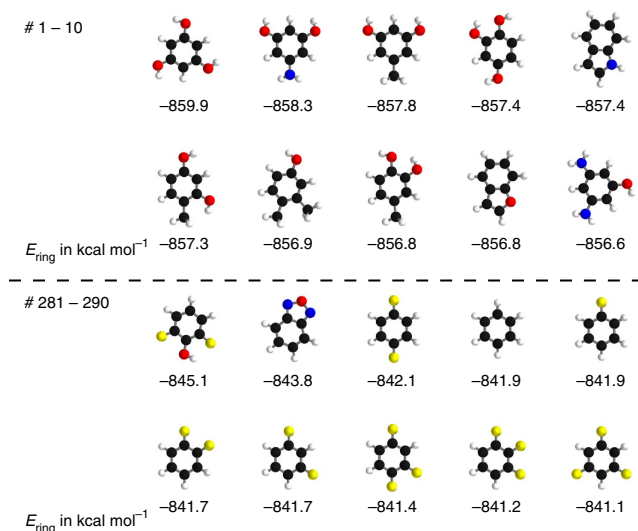 # 1 – 10
–859.9 –858.3 –857.8 –857.4 –857.4
–857.3 –856.9 –856.8 –856.8 –856.6
E_ring in kcal mol⁻¹
# 281 – 290
–845.1 –843.8 –842.1 –841.9 –841.9
–841.7 –841.7 –841.4 –841.2 –841.1
E_ring in kcal mol⁻¹